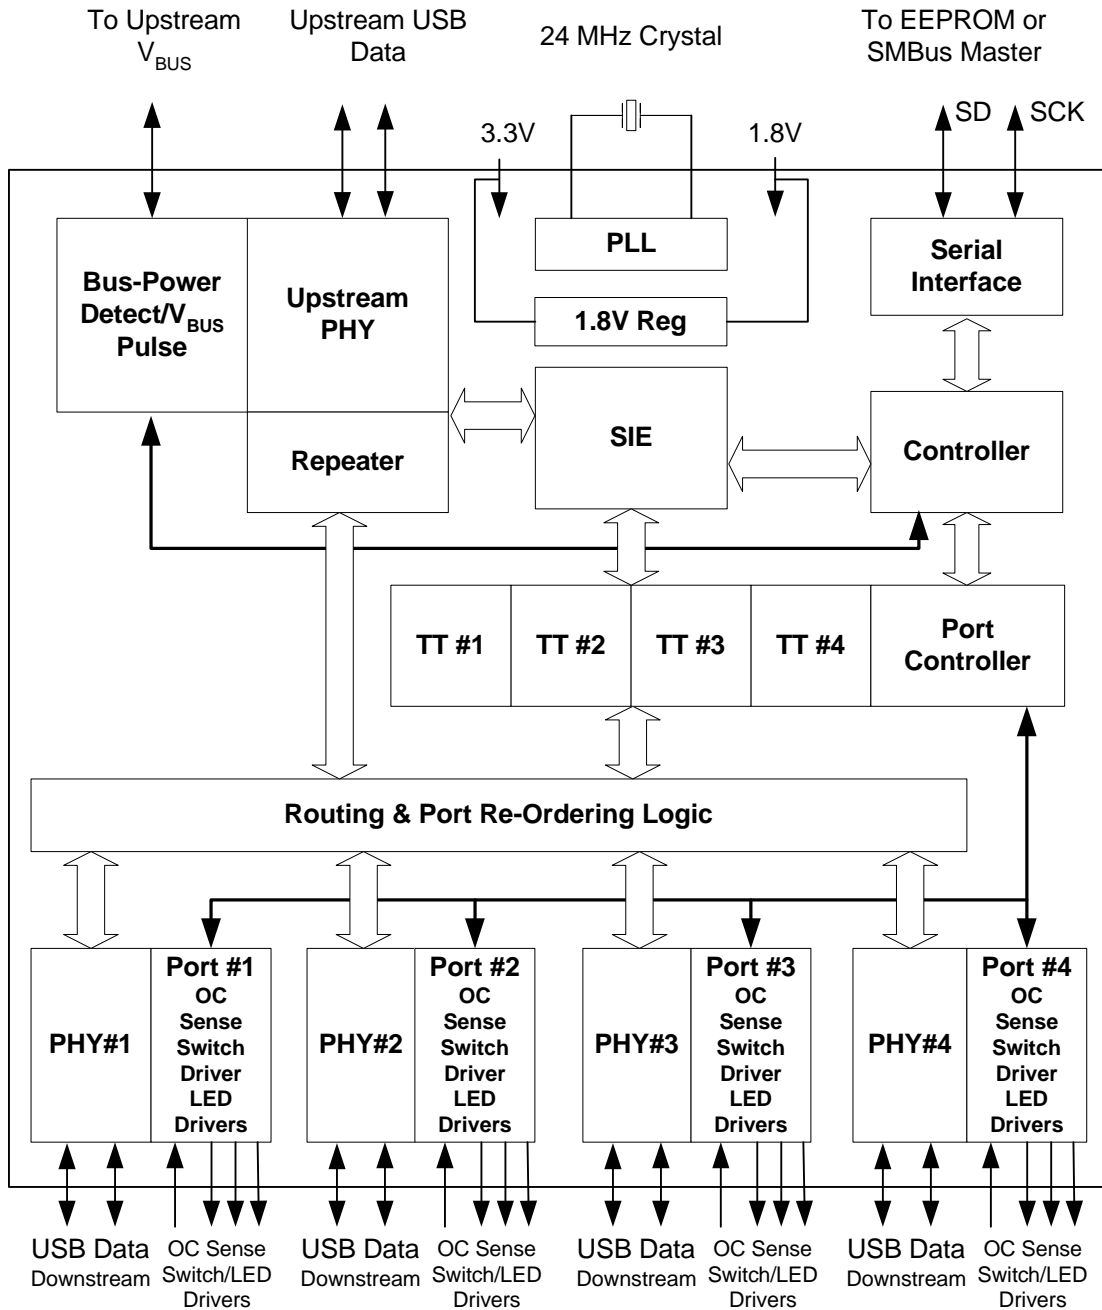 To Upstream
VBUS
Upstream USB
Data
24 MHz Crystal
To EEPROM or
SMBus Master
3.3V
1.8V
SD
SCK
Bus-Power
Detect/VBUS
Pulse
Upstream
PHY
PLL
1.8V Reg
Serial
Interface
Repeater
SIE
Controller
TT #1
TT #2
TT #3
TT #4
Port
Controller
Routing & Port Re-Ordering Logic
PHY#1
Port #1
OC
Sense
Switch
Driver
LED
Drivers
PHY#2
Port #2
OC
Sense
Switch
Driver
LED
Drivers
PHY#3
Port #3
OC
Sense
Switch
Driver
LED
Drivers
PHY#4
Port #4
OC
Sense
Switch
Driver
LED
Drivers
USB Data
Downstream
OC Sense
Switch/LED
Drivers
USB Data
Downstream
OC Sense
Switch/LED
Drivers
USB Data
Downstream
OC Sense
Switch/LED
Drivers
USB Data
Downstream
OC Sense
Switch/LED
Drivers